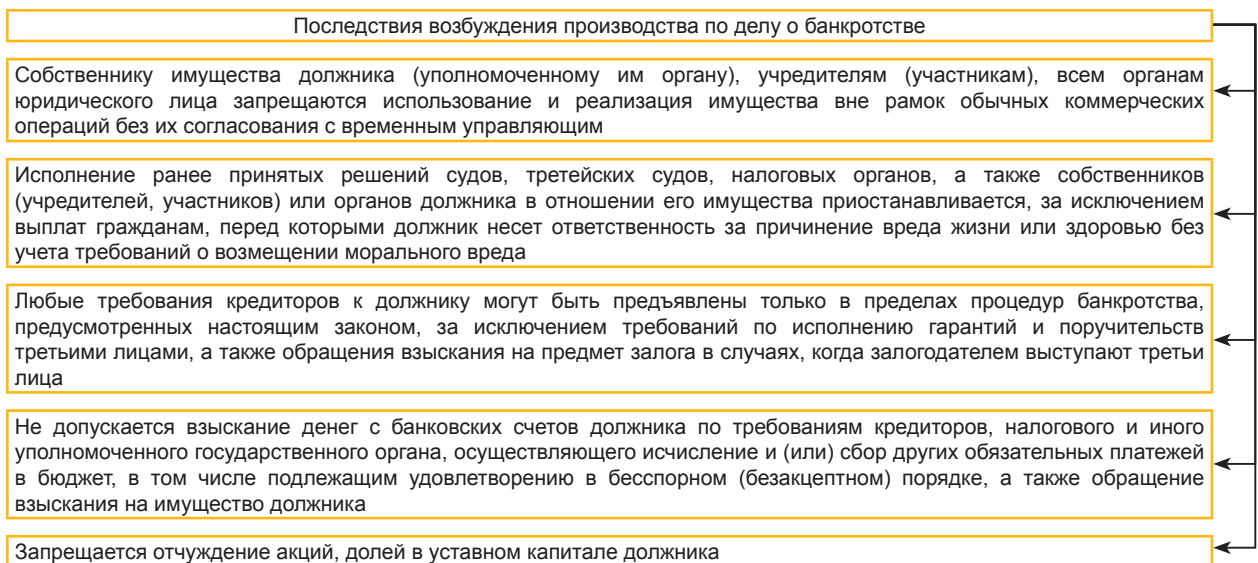 Последствия возбуждения производства по делу о банкротстве
Собственнику имущества должника (уполномоченному им органу), учредителям (участникам), всем органам
юридического лица запрещаются использование и реализация имущества вне рамок обычных коммерческих
операций без их согласования с временным управляющим
Исполнение ранее принятых решений судов, третейских судов, налоговых органов, а также собственников
(учредителей, участников) или органов должника в отношении его имущества приостанавливается, за исключением
выплат гражданам, перед которыми должник несет ответственность за причинение вреда жизни или здоровью без
учета требований о возмещении морального вреда
Любые требования кредиторов к должнику могут быть предъявлены только в пределах процедур банкротства,
предусмотренных настоящим законом, за исключением требований по исполнению гарантий и поручительств
третьими лицами, а также обращения взыскания на предмет залога в случаях, когда залогодателем выступают третьи
лица
Не допускается взыскание денег с банковских счетов должника по требованиям кредиторов, налогового и иного
уполномоченного государственного органа, осуществляющего исчисление и (или) сбор других обязательных платежей
в бюджет, в том числе подлежащим удовлетворению в бесспорном (безакцептном) порядке, а также обращение
взыскания на имущество должника
Запрещается отчуждение акций, долей в уставном капитале должника